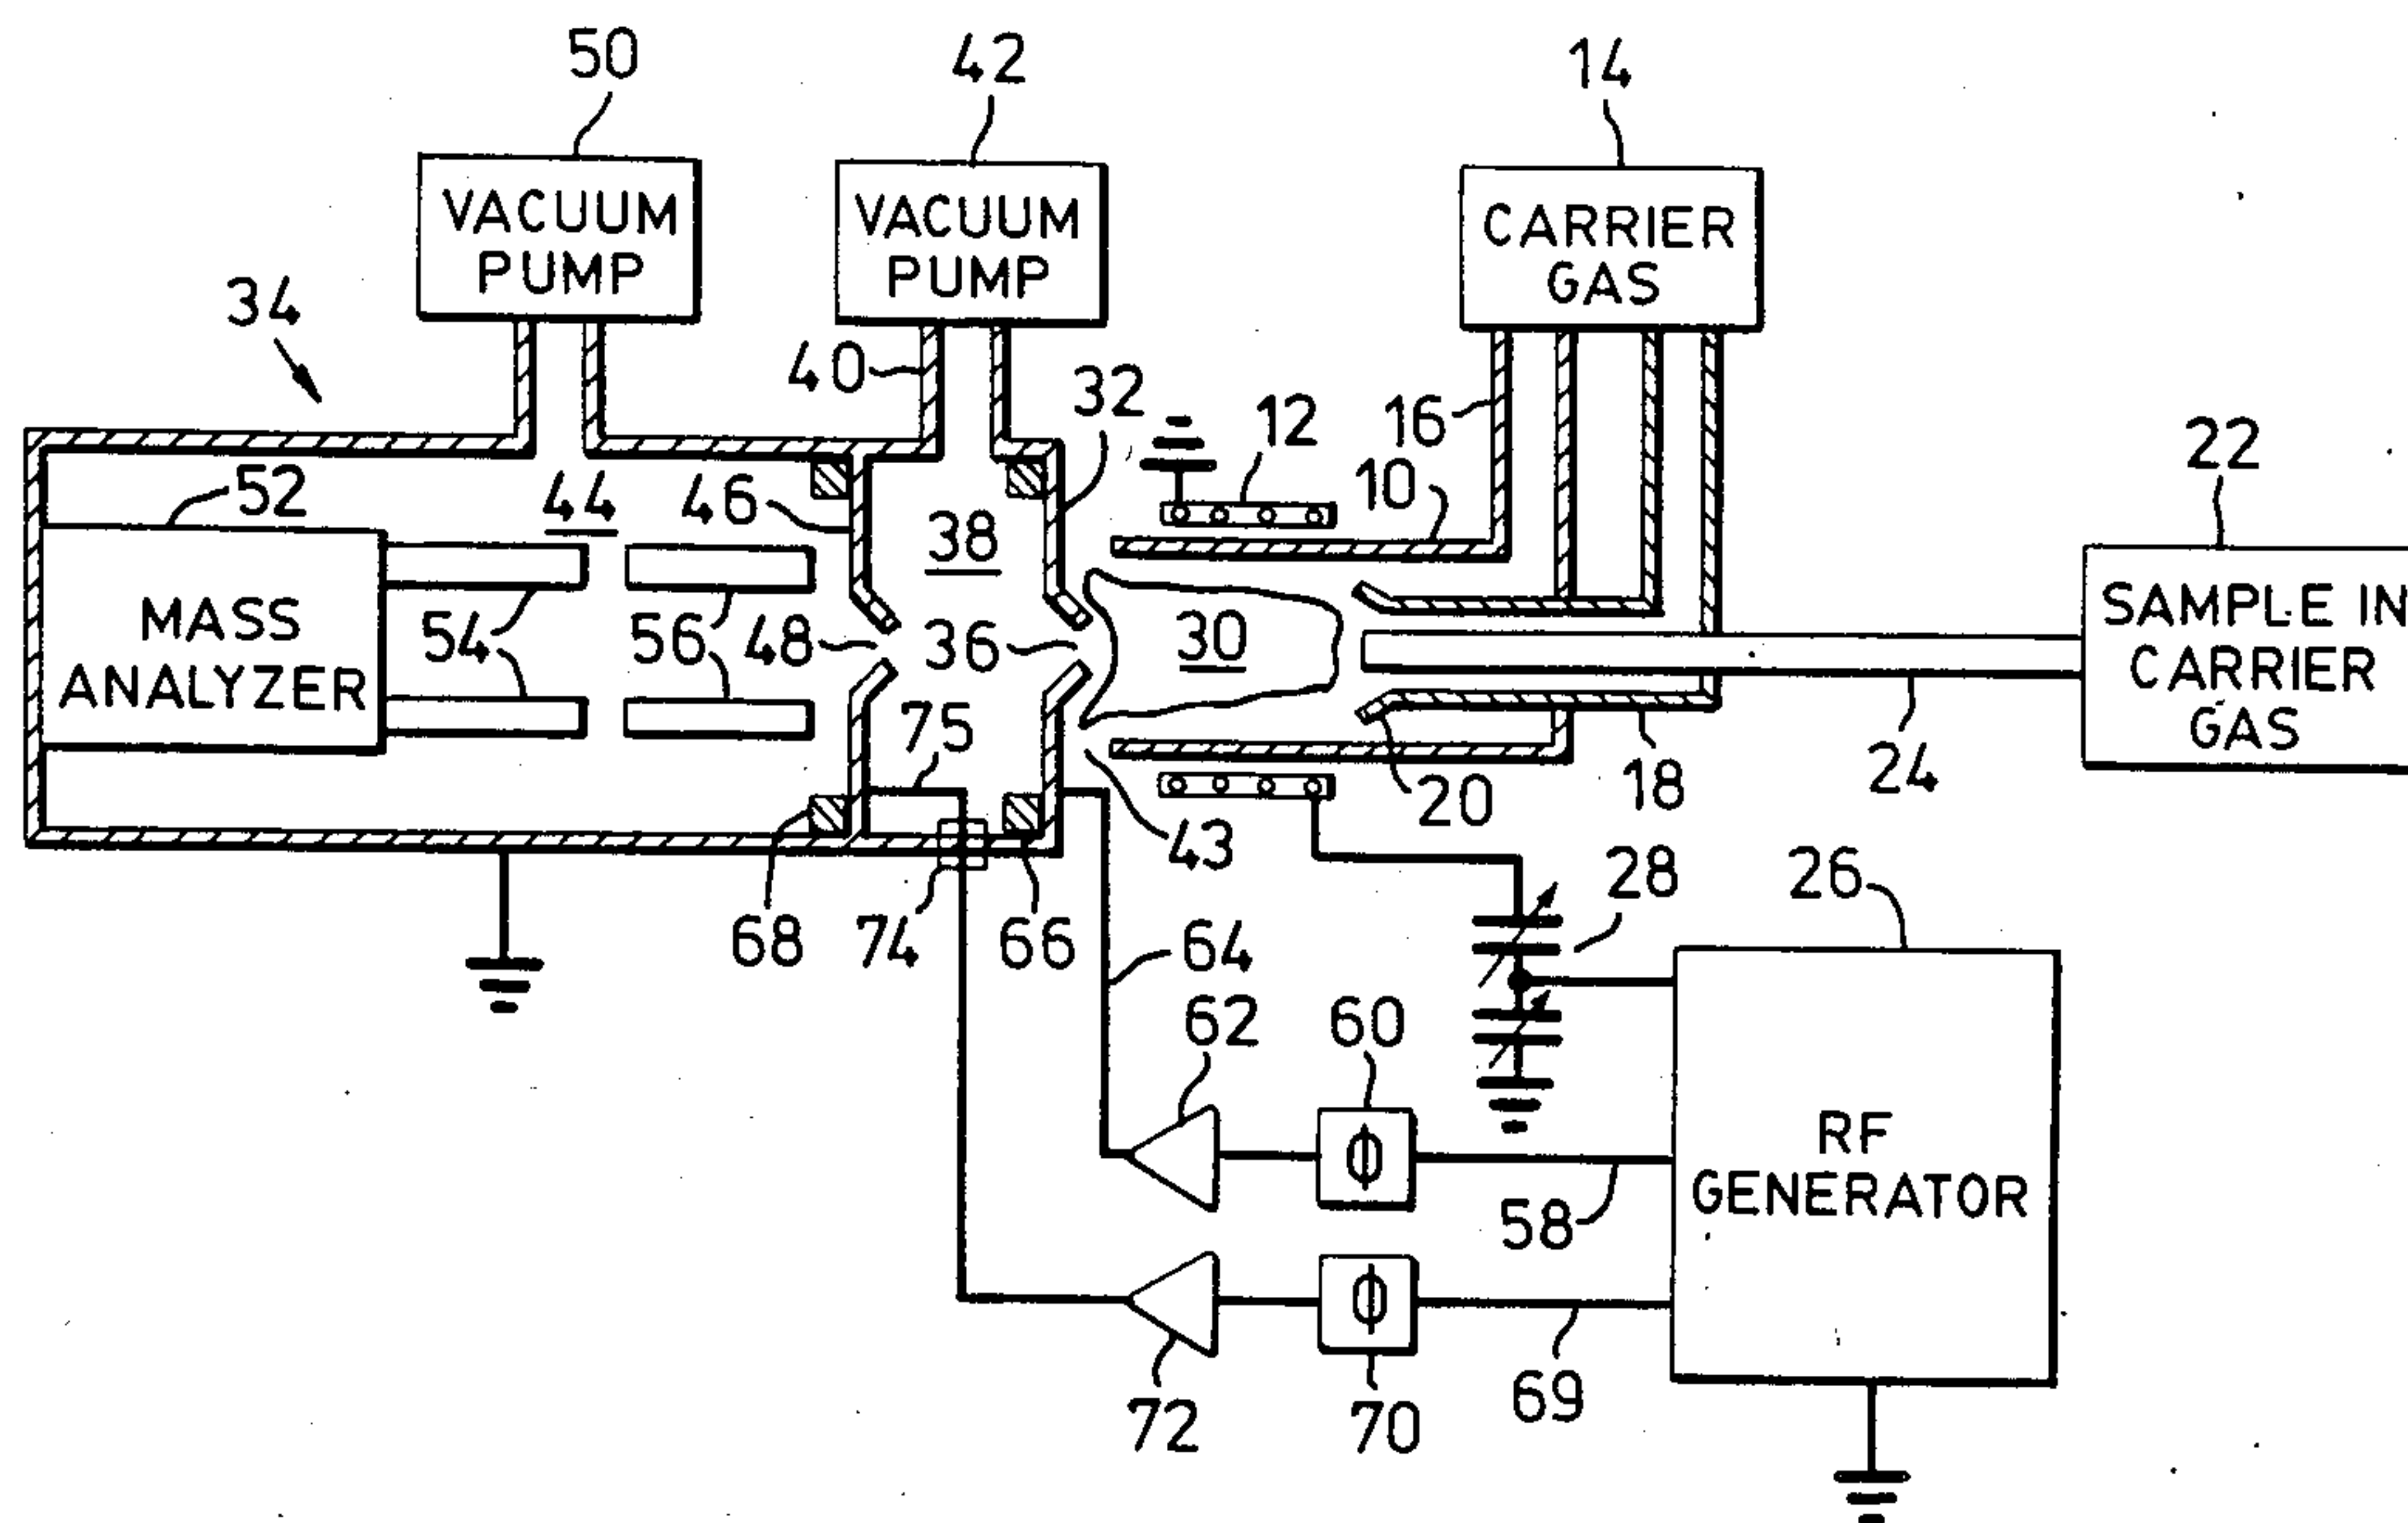 50
42
14
VACUUM
PUMP
VACUUM
PUMP
CARRIER
GAS
34
40
32
12
16
10
22
52
44
46
38
SAMPLE IN
CARRIER
GAS
MASS
ANALYZER
54
56
48
36
30
75
20
18
24
43
68
74
66
64
28
26
62
60
ϕ
RF
GENERATOR
58
ϕ
72
70
69